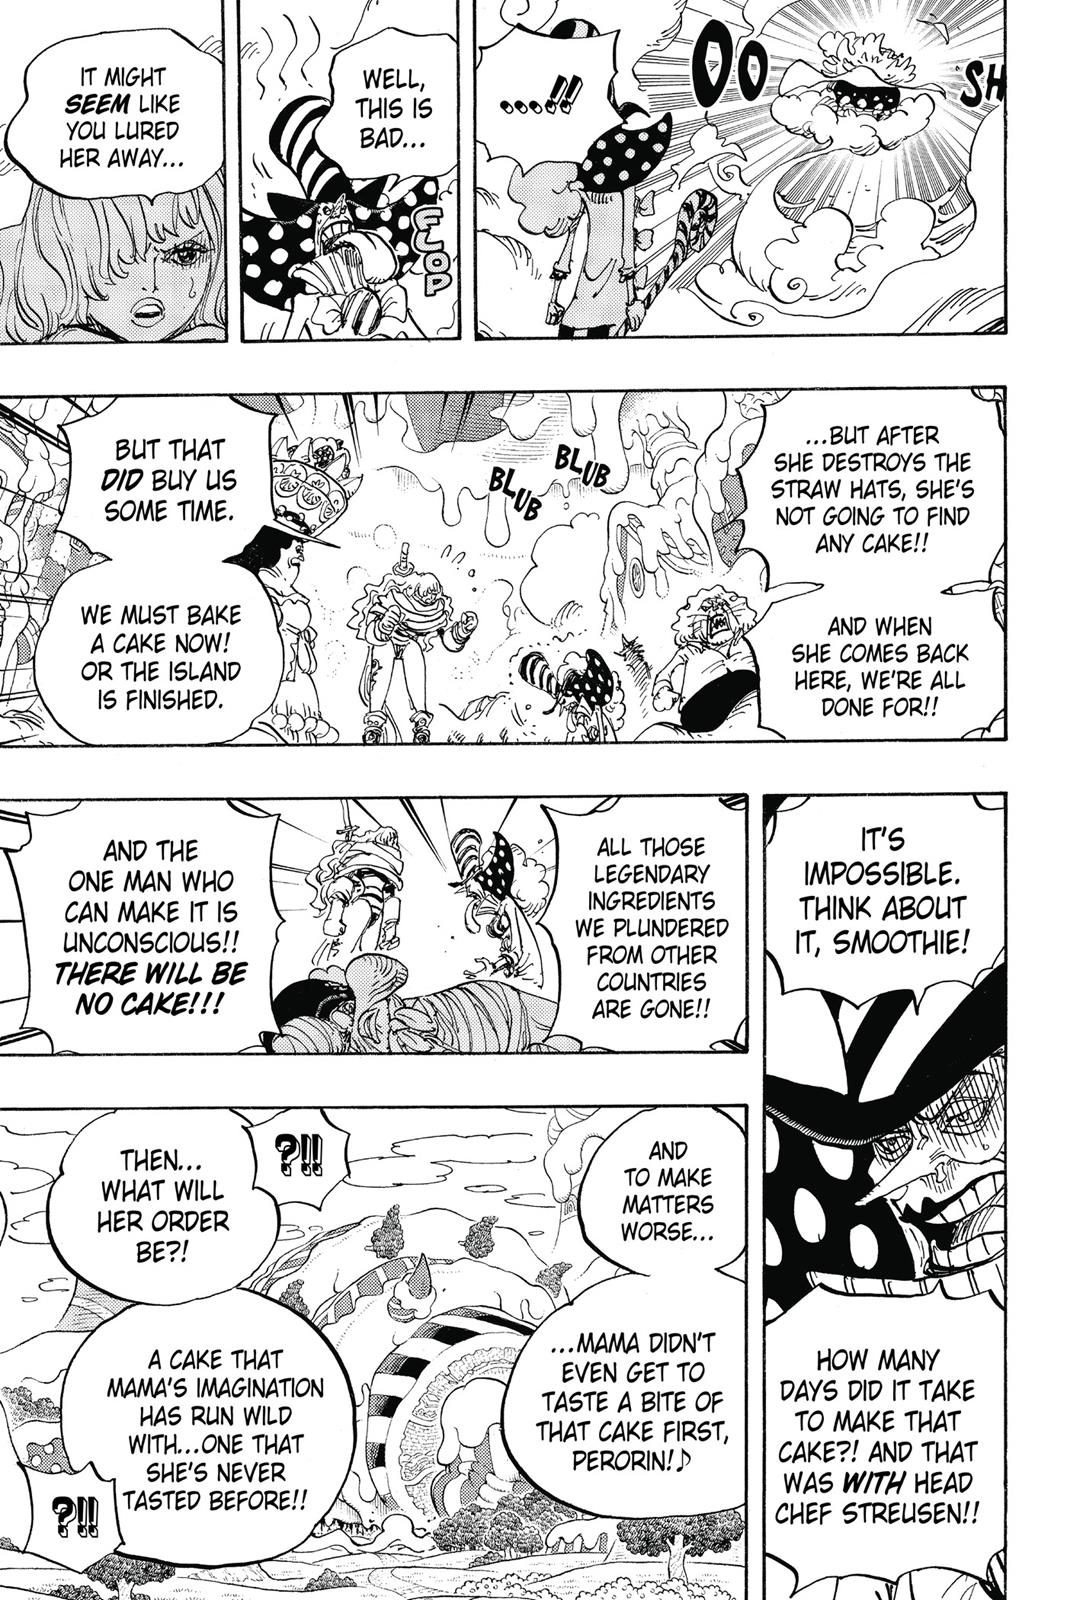 SH
OO
...!!
WELL,
THIS IS
BAD...
FLOP
IT MIGHT
SEEM LIKE
YOU LURED
HER AWAY...
...BUT AFTER
SHE DESTROYS THE
STRAW HATS, SHE'S
NOT GOING TO FIND
ANY CAKE!!
AND WHEN
SHE COMES BACK
HERE, WE'RE ALL
DONE FOR!!
BLUB
BLUB
BUT THAT
DID BUY US
SOME TIME.
WE MUST BAKE
A CAKE NOW!
OR THE ISLAND
IS FINISHED.
IT'S
IMPOSSIBLE.
THINK ABOUT
IT, SMOOTHIE!
HOW MANY
DAYS DID IT TAKE
TO MAKE THAT
CAKE?! AND THAT
WAS WITH HEAD
CHEF STREUSEN!!
ALL THOSE
LEGENDARY
INGREDIENTS
WE PLUNDERED
FROM OTHER
COUNTRIES
ARE GONE!!
AND THE
ONE MAN WHO
CAN MAKE IT IS
UNCONSCIOUS!!
THERE WILL BE
NO CAKE!!!
AND
TO MAKE
MATTERS
WORSE...
...MAMA DIDN'T
EVEN GET TO
TASTE A BITE OF
THAT CAKE FIRST,
PERORIN!♪
?!!
THEN...
WHAT WILL
HER ORDER
BE?!
A CAKE THAT
MAMA'S IMAGINATION
HAS RUN WILD
WITH...ONE THAT
SHE'S NEVER
TASTED BEFORE!!
?!!